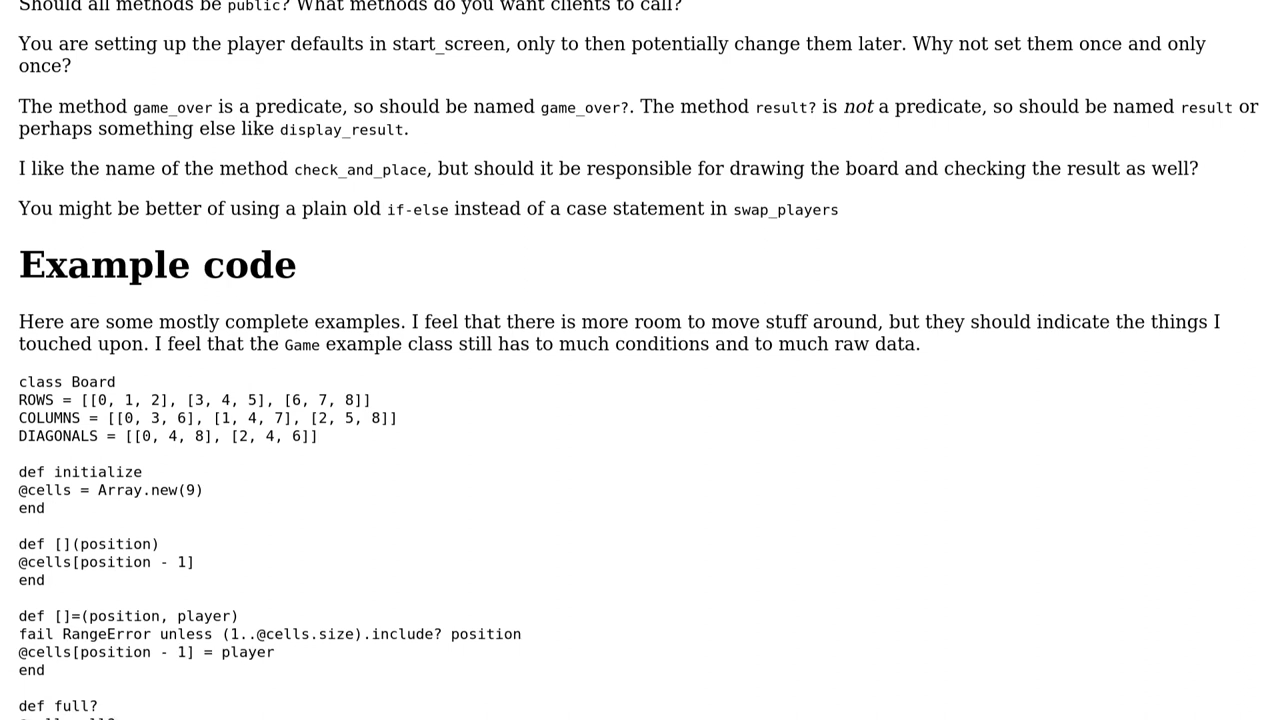 Should all methods be public? What methods do you want clients to call?
You are setting up the player defaults in start_screen, only to then potentially change them later. Why not set them once and only
once?
The method game_over is a predicate, so should be named game_over?. The method result? is not a predicate, so should be named result or
perhaps something else like display_result.
I like the name of the method check_and_place, but should it be responsible for drawing the board and checking the result as well?
You might be better of using a plain old if-else instead of a case statement in swap_players
Example code
Here are some mostly complete examples. I feel that there is more room to move stuff around, but they should indicate the things I
touched upon. I feel that the Game example class still has to much conditions and to much raw data.
class Board
ROWS = [[0, 1, 2], [3, 4, 5], [6, 7, 8]]
COLUMNS = [[0, 3, 6], [1, 4, 7], [2, 5, 8]]
DIAGONALS = [[0, 4, 8], [2, 4, 6]]
def initialize
@cells = Array.new(9)
end
def [](position)
@cells[position - 1]
end
def []=(position, player)
fail RangeError unless (1..@cells.size).include? position
@cells[position - 1] = player
end
def full?